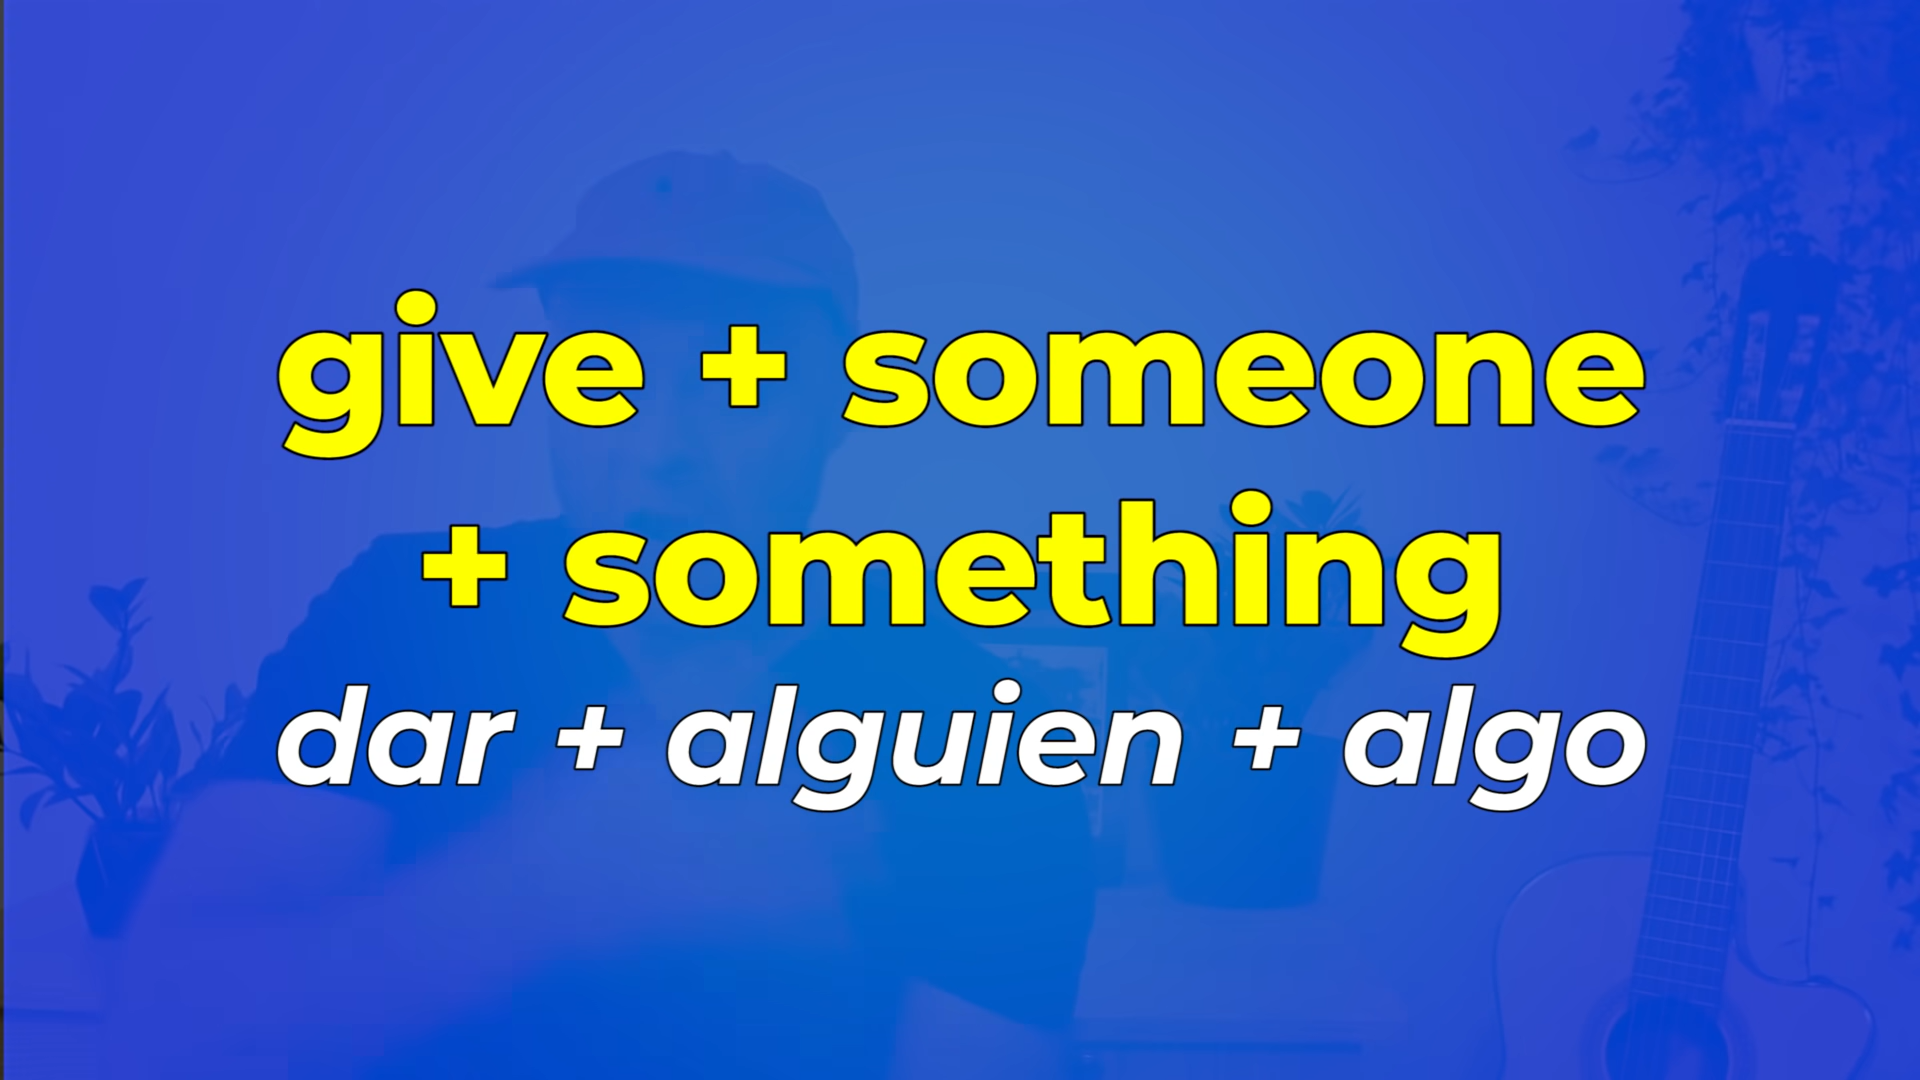 give + someone
+ something
dar + alguien + algo